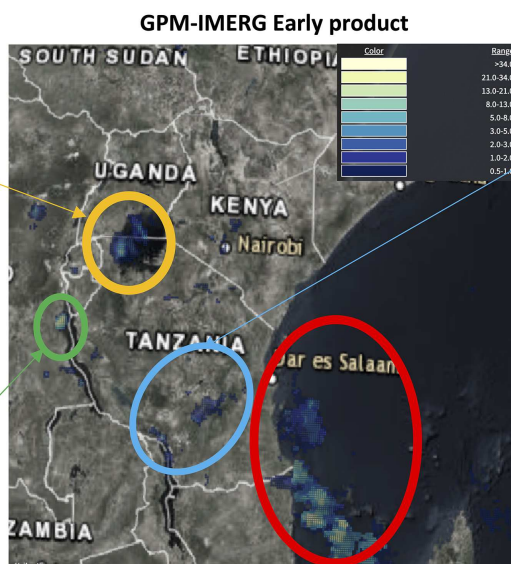 GPM-IMERG Early product
SOUTH SUDAN
ETHIOPI
Color
Range
>34.0
21.0-34.0
13.0-21.0
8.0-13.0
5.0-8.0
3.0-5.0
2.0-3.0
1.0-2.0
0.5-1.0
UGANDA
KENYA
Nairobi
TANZANIA
Dar es Salaam
ZAMBIA